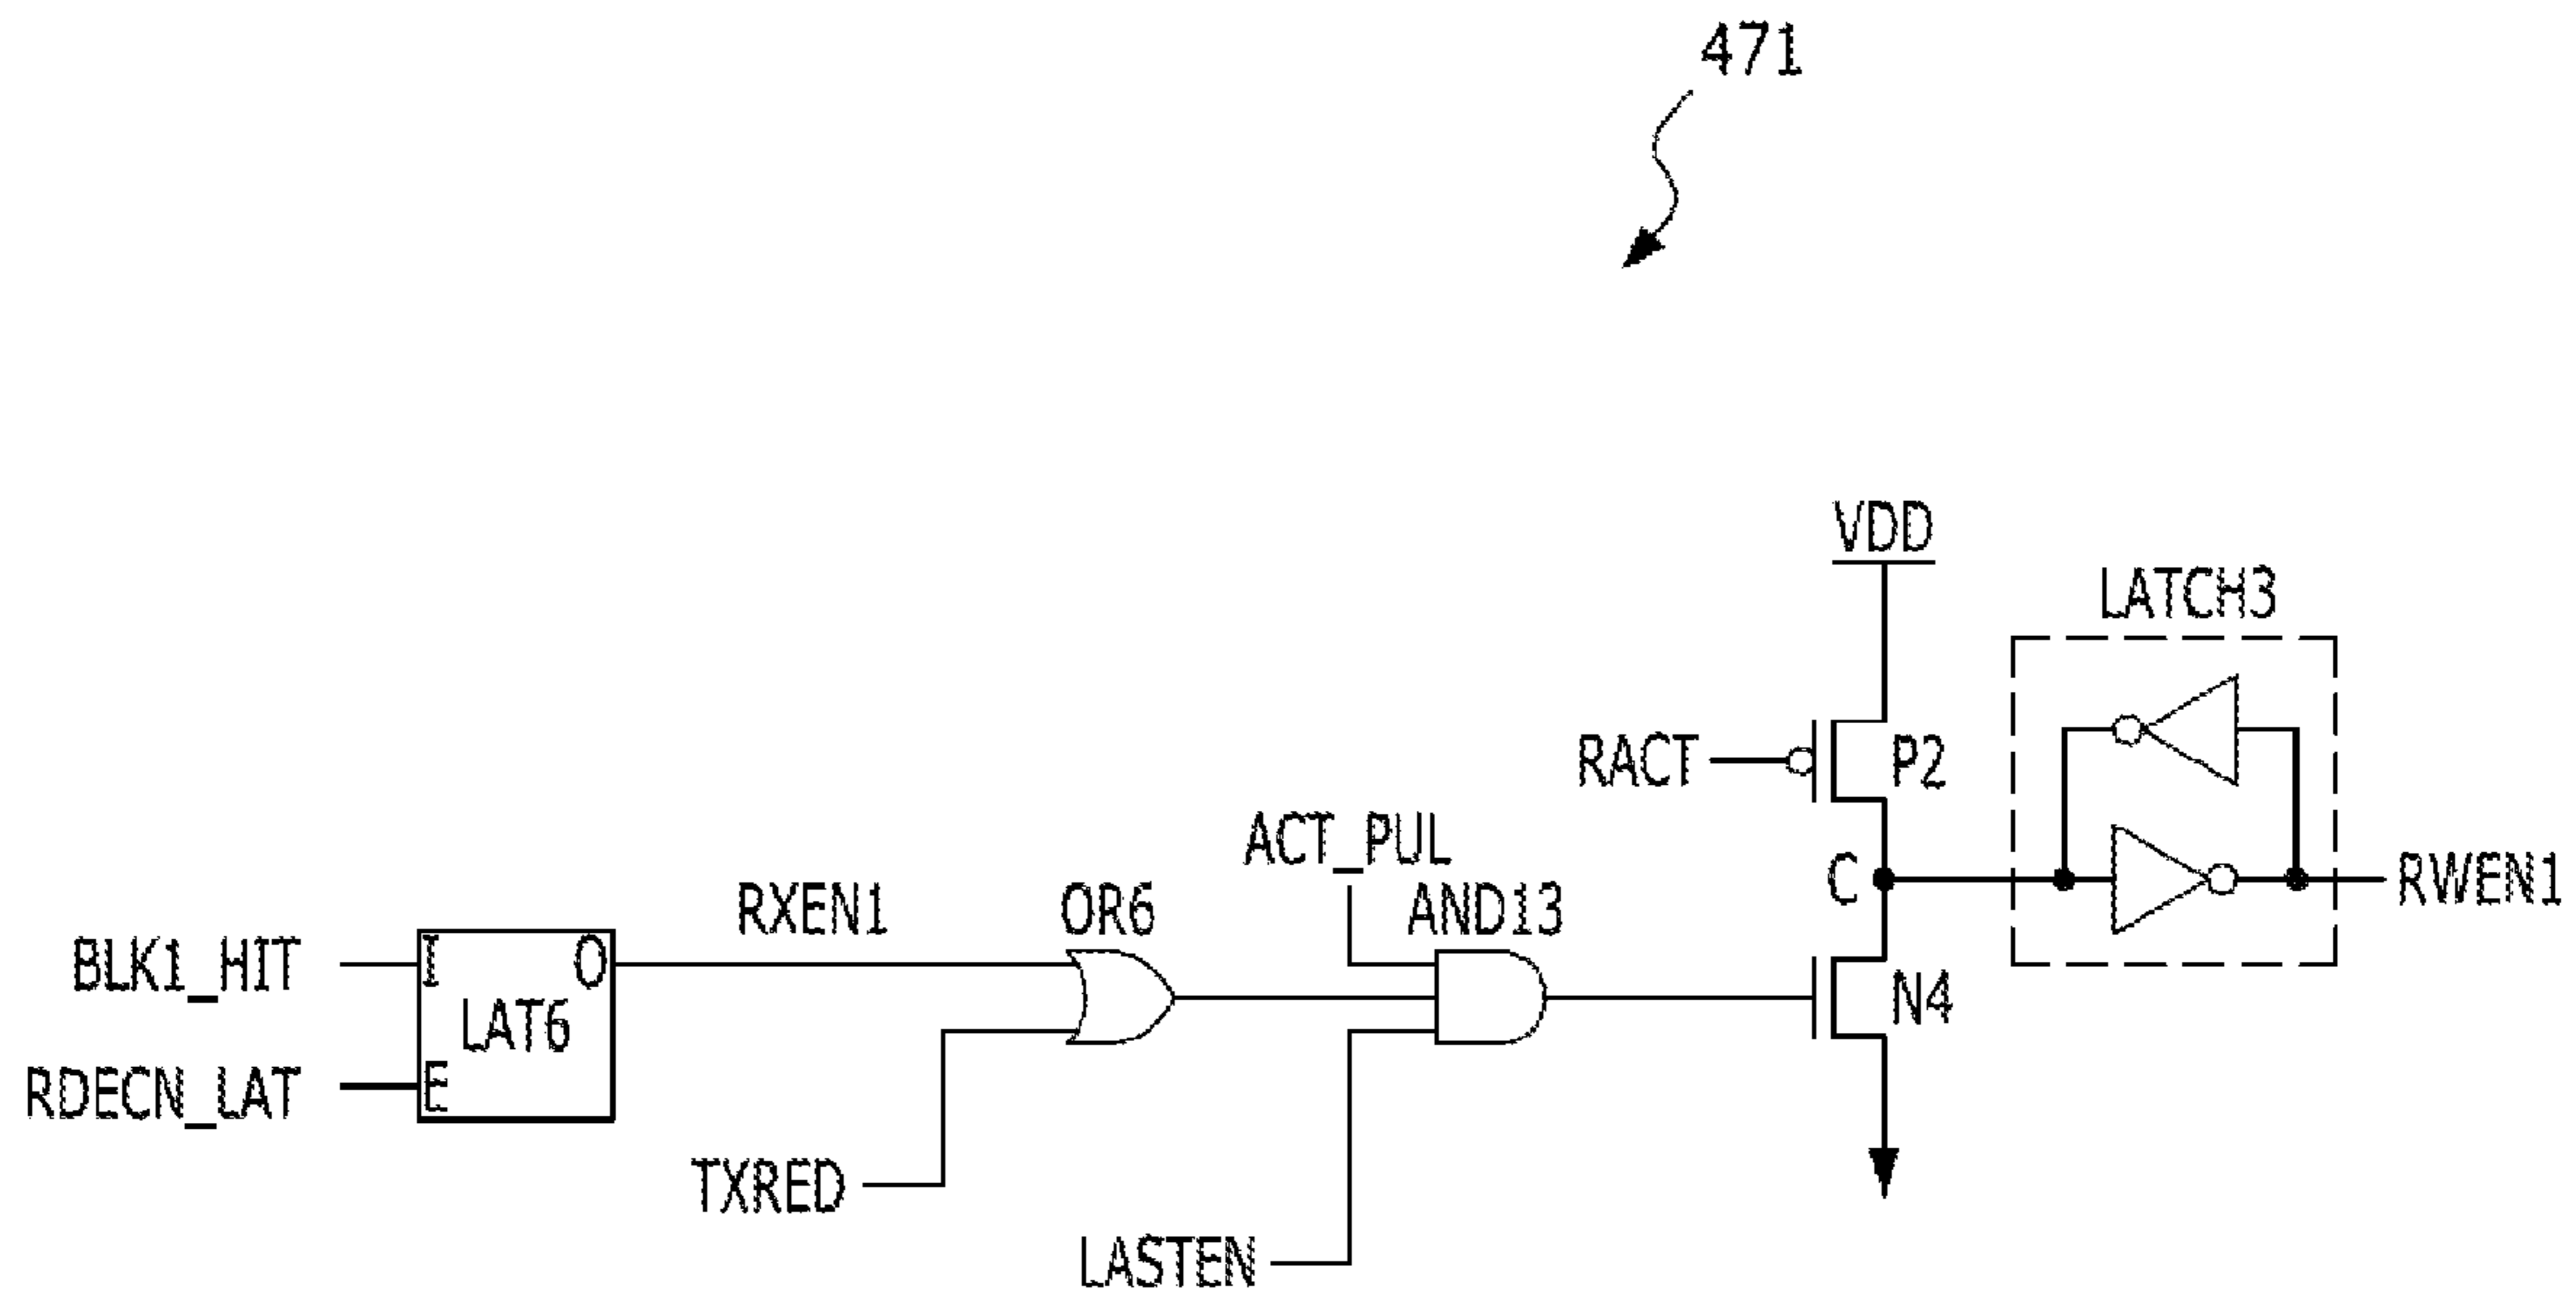 471
VDD
LATCH3
RACT
P2
ACT_PUL
C
RWEN1
RXEN1
OR6
AND13
BLK1_HIT
I
O
LAT6
N4
RDECN_LAT
E
TXRED
LASTEN